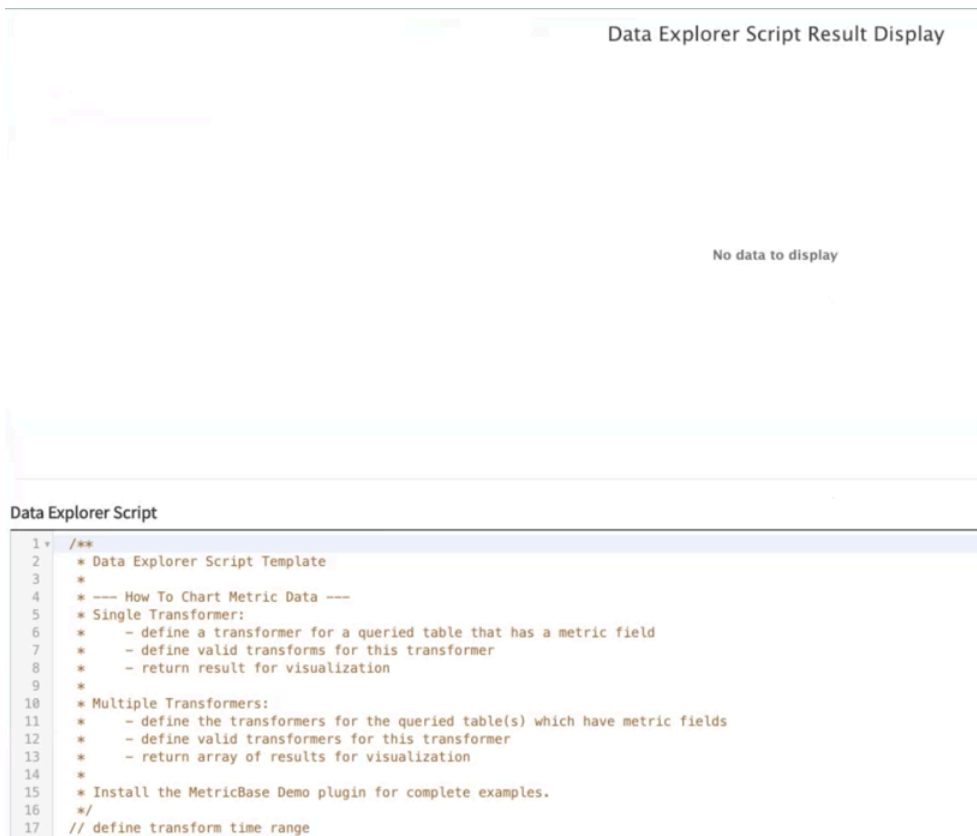 Data Explorer Script Result Display
No data to display
Data Explorer Script
1 /**
2 * Data Explorer Script Template
3 *
4 * --- How To Chart Metric Data ---
5 * Single Transformer:
6 * - define a transformer for a queried table that has a metric field
7 * - define valid transforms for this transformer
8 * - return result for visualization
9 *
10 * Multiple Transformers:
11 * - define the transformers for the queried table(s) which have metric fields
12 * - define valid transformers for this transformer
13 * - return array of results for visualization
14 *
15 * Install the MetricBase Demo plugin for complete examples.
16 */
17 // define transform time range